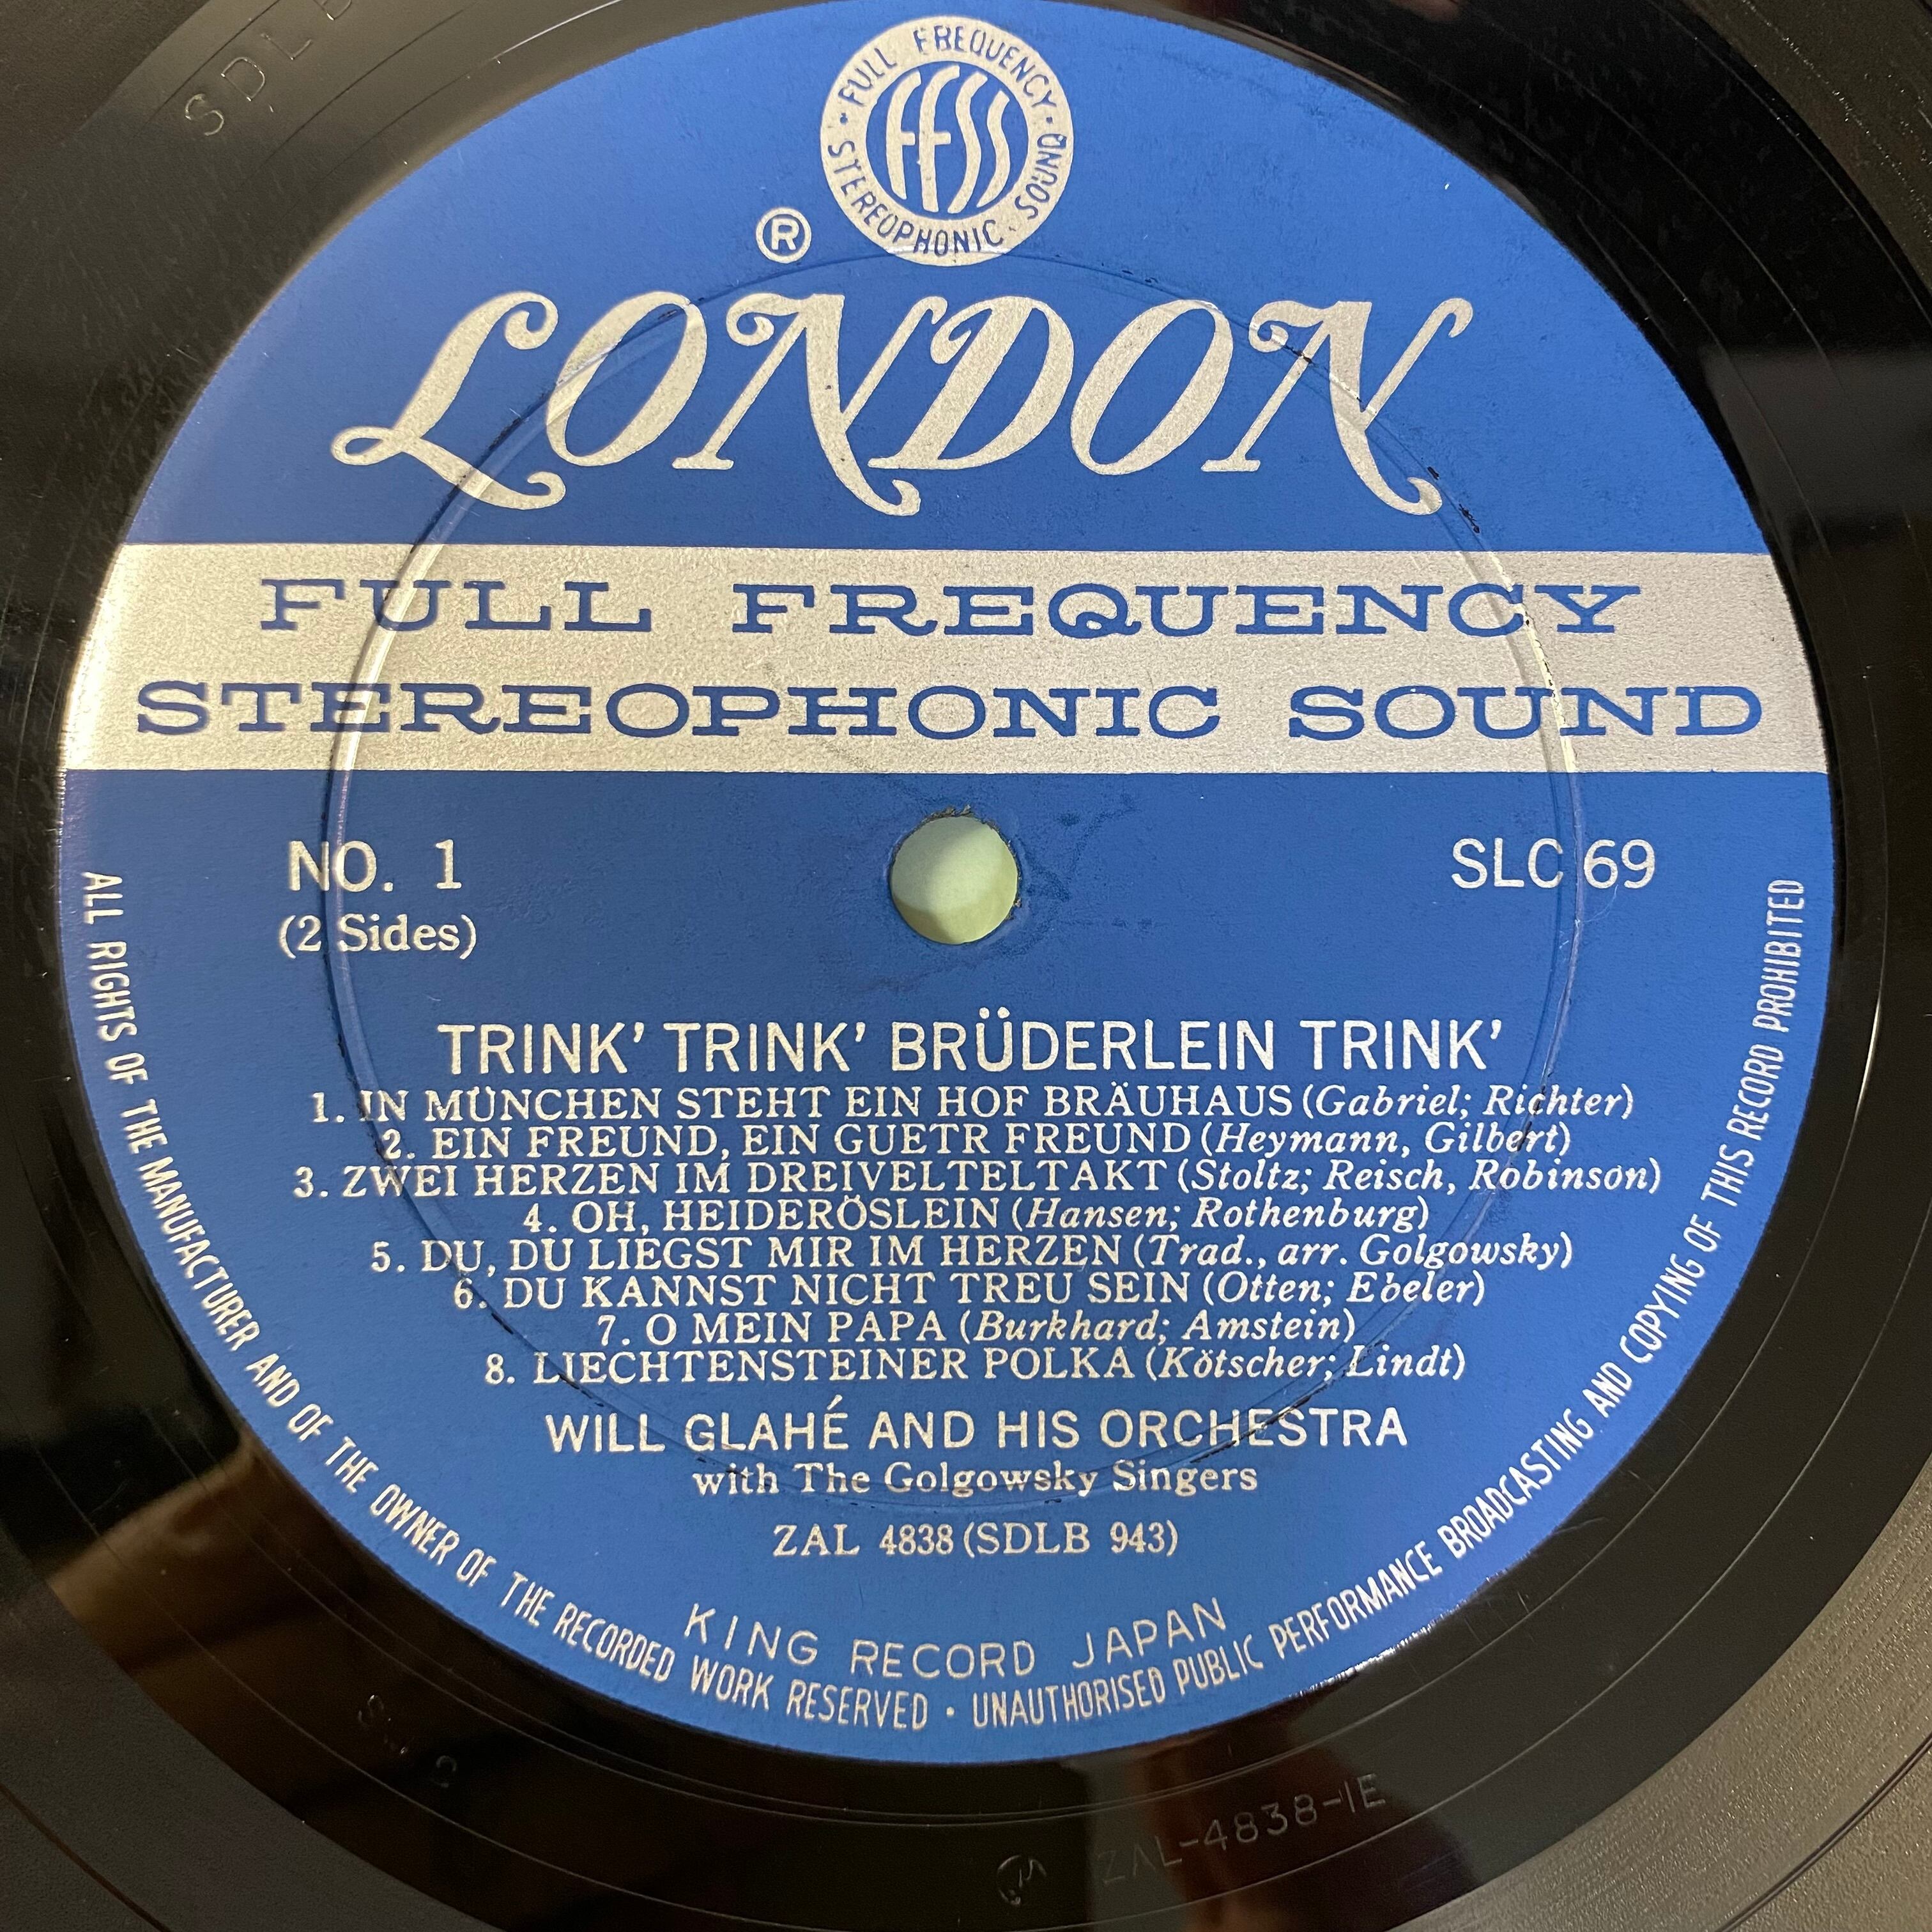 SDLB
FULL FREQUENCY
FFSS
STEREOPHONIC SOUND
®
LONDON
FULL FREQUENCY
STEREOPHONIC SOUND
NO. 1
(2 Sides)
SLC 69
TRINK' TRINK' BRÜDERLEIN TRINK'
1. IN MÜNCHEN STEHT EIN HOF BRÄUHAUS (Gabriel; Richter)
2. EIN FREUND, EIN GUETR FREUND (Heymann, Gilbert)
3. ZWEI HERZEN IM DREIVELTELTAKT (Stoltz; Reisch, Robinson)
4. OH, HEIDERÖSLEIN (Hansen; Rothenburg)
5. DU, DU LIEGST MIR IM HERZEN (Trad., arr. Golgowsky)
6. DU KANNST NICHT TREU SEIN (Otten; Ebeler)
7. O MEIN PAPA (Burkhard; Amstein)
8. LIECHTENSTEINER POLKA (Kötscher; Lindt)
WILL GLAHÉ AND HIS ORCHESTRA
with The Golgowsky Singers
ZAL 4838 (SDLB 943)
KING RECORD JAPAN
ALL RIGHTS OF THE MANUFACTURER AND OF THE OWNER OF THE RECORDED WORK RESERVED · UNAUTHORISED PUBLIC PERFORMANCE BROADCASTING AND COPYING OF THIS RECORD PROHIBITED
ZAL-4838-1E